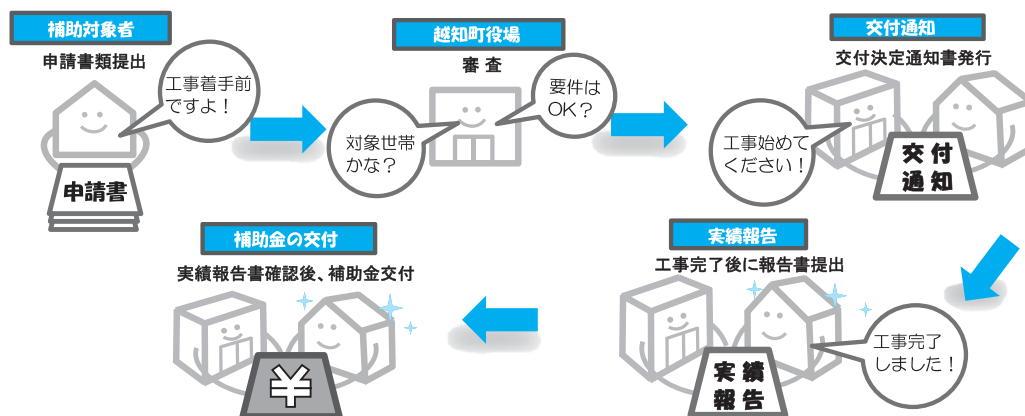 補助対象者
申請書類提出
工事着手前
ですよ！
申請書
越知町役場
審 査
対象世帯
かな？
要件は
OK？
交付通知
交付決定通知書発行
工事始めて
ください！
交 付
通 知
実績報告
工事完了後に報告書提出
工事完了
しました！
実 績
報 告
補助金の交付
実績報告書確認後、補助金交付
¥